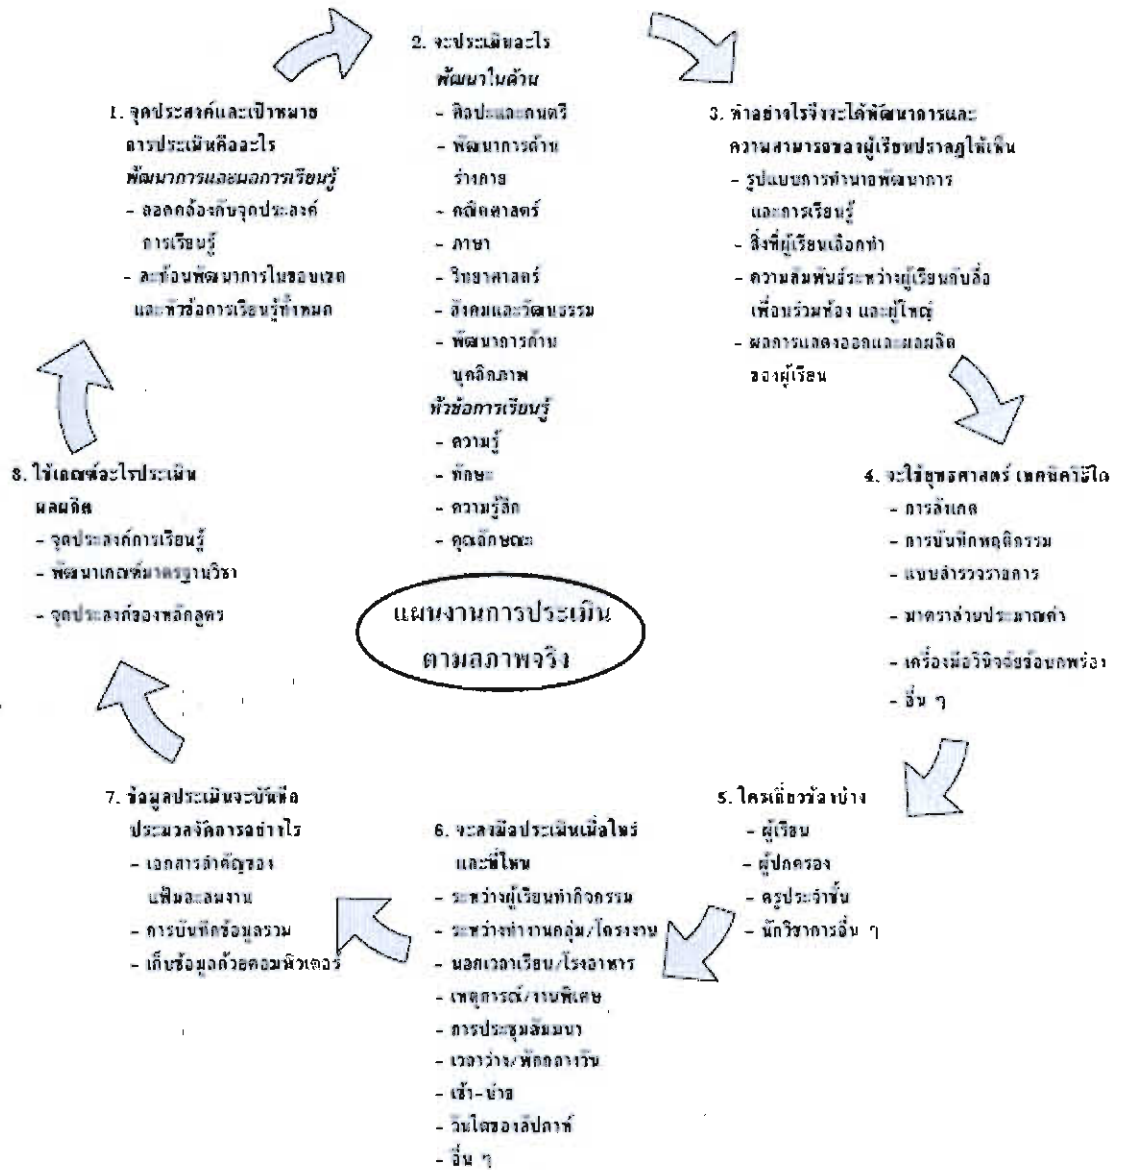 1. จุดประสงค์และเป้าหมาย
การประเมินคืออะไร
พัฒนาการและผลการเรียนรู้
- สอดคล้องกับจุดประสงค์
การเรียนรู้
- สะท้อนพัฒนาการในขอบเขต
และหัวข้อการเรียนรู้ทั้งหมด
2. จะประเมินอะไร
พัฒนาในด้าน
- ศิลปะและดนตรี
- พัฒนาการด้าน
ร่างกาย
- คณิตศาสตร์
- ภาษา
- วิทยาศาสตร์
- สังคมและวัฒนธรรม
- พัฒนาการด้าน
บุคลิกภาพ
หัวข้อการเรียนรู้
- ความรู้
- ทักษะ
- ความรู้สึก
- คุณลักษณะ
3. ทำอย่างไรจึงจะได้พัฒนาการและ
ความสามารถของผู้เรียนปรากฏให้เห็น
- รูปแบบการทำนายพัฒนาการ
และการเรียนรู้
- สิ่งที่ผู้เรียนเลือกทำ
- ความสัมพันธ์ระหว่างผู้เรียนกับสื่อ
เพื่อนร่วมห้อง และผู้ใหญ่
- ผลการแสดงออกและผลผลิต
ของผู้เรียน
4. จะใช้ยุทธศาสตร์ เทคนิควิธีใด
- การสังเกต
- การบันทึกพฤติกรรม
- แบบสำรวจรายการ
- มาตราส่วนประมาณค่า
- เครื่องมือวินิจฉัยข้อบกพร่อง
- อื่น ๆ
5. ใครเกี่ยวข้องบ้าง
- ผู้เรียน
- ผู้ปกครอง
- ครูประจำชั้น
- นักวิชาการอื่น ๆ
6. จะลงมือประเมินเมื่อไหร่
และที่ไหน
- ระหว่างผู้เรียนทำกิจกรรม
- ระหว่างทำงานกลุ่ม/โครงงาน
- นอกเวลาเรียน/โรงอาหาร
- เหตุการณ์/งานพิเศษ
- การประชุมสัมมนา
- เวลาว่าง/พักกลางวัน
- เช้า-บ่าย
- วันใดของสัปดาห์
- อื่น ๆ
7. ข้อมูลประเมินจะบันทึก
ประมวลจัดการอย่างไร
- เอกสารสำคัญของ
แฟ้มสะสมงาน
- การบันทึกข้อมูลรวม
- เก็บข้อมูลด้วยคอมพิวเตอร์
8. ใช้เกณฑ์อะไรประเมิน
ผลผลิต
- จุดประสงค์การเรียนรู้
- พัฒนาเกณฑ์มาตรฐานวิชา
- จุดประสงค์ของหลักสูตร
แผนงานการประเมิน
ตามสภาพจริง